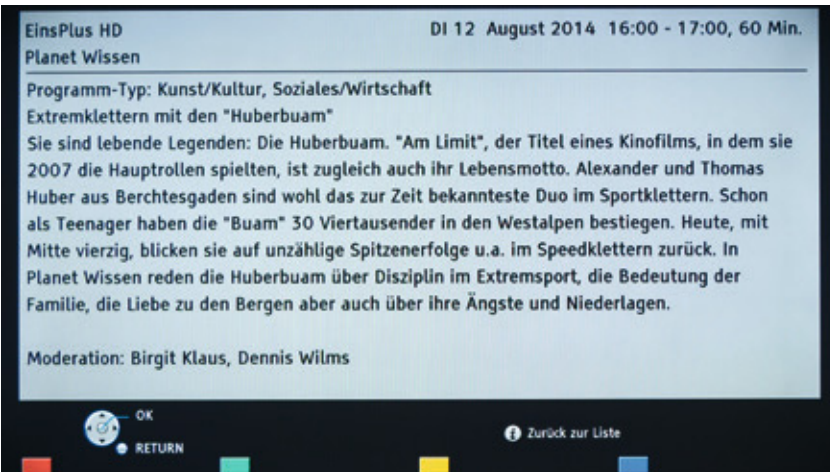 EinsPlus HD DI 12 August 2014 16:00 - 17:00, 60 Min.
Planet Wissen
Programm-Typ: Kunst/Kultur, Soziales/Wirtschaft
Extremklettern mit den "Huberbuam"
Sie sind lebende Legenden: Die Huberbuam. "Am Limit", der Titel eines Kinofilms, in dem sie
2007 die Hauptrollen spielten, ist zugleich auch ihr Lebensmotto. Alexander und Thomas
Huber aus Berchtesgaden sind wohl das zur Zeit bekannteste Duo im Sportklettern. Schon
als Teenager haben die "Buam" 30 Viertausender in den Westalpen bestiegen. Heute, mit
Mitte vierzig, blicken sie auf unzählige Spitzenerfolge u.a. im Speedklettern zurück. In
Planet Wissen reden die Huberbuam über Disziplin im Extremsport, die Bedeutung der
Familie, die Liebe zu den Bergen aber auch über ihre Ängste und Niederlagen.
Moderation: Birgit Klaus, Dennis Wilms
OK
RETURN
i Zurück zur Liste